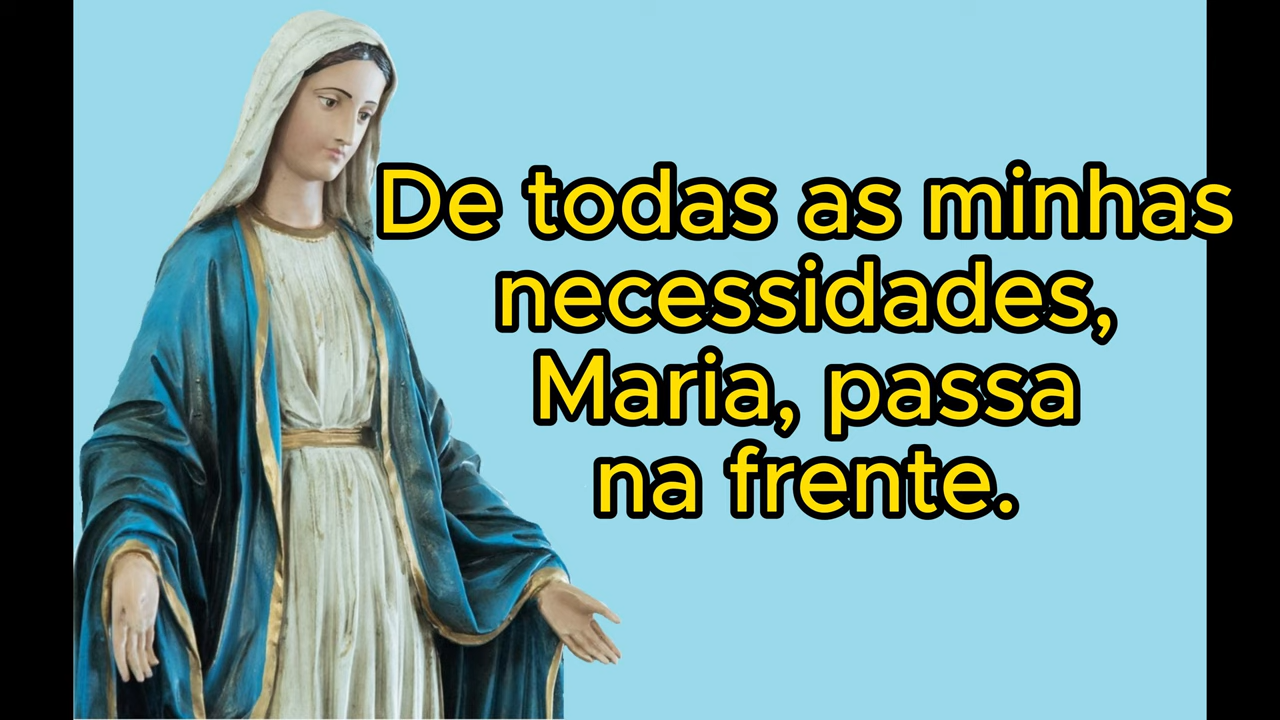 De todas as minhas
necessidades,
Maria, passa
na frente.